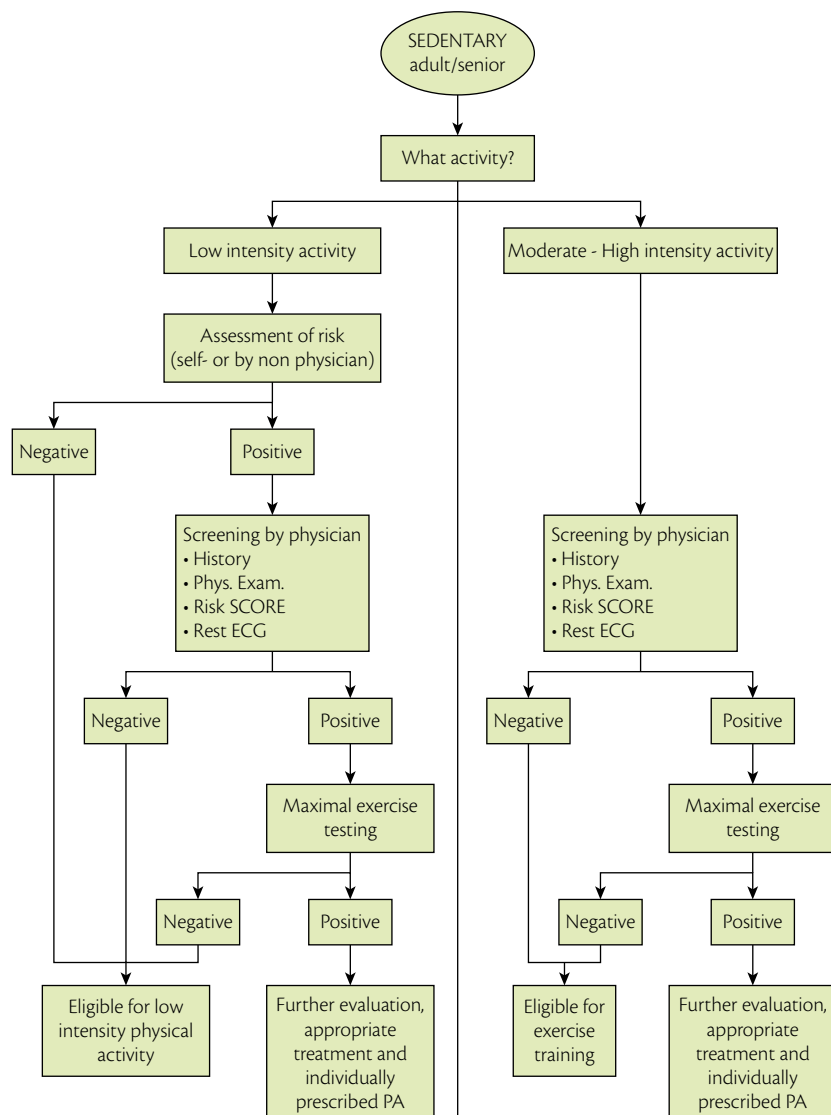 SEDENTARY
adult/senior
What activity?
Low intensity activity
Moderate - High intensity activity
Assessment of risk
(self- or by non physician)
Negative
Positive
Screening by physician
• History
• Phys. Exam.
• Risk SCORE
• Rest ECG
Screening by physician
• History
• Phys. Exam.
• Risk SCORE
• Rest ECG
Negative
Positive
Negative
Positive
Maximal exercise
testing
Maximal exercise
testing
Negative
Positive
Negative
Positive
Eligible for low
intensity physical
activity
Further evaluation,
appropriate
treatment and
individually
prescribed PA
Eligible for
exercise
training
Further evaluation,
appropriate
treatment and
individually
prescribed PA